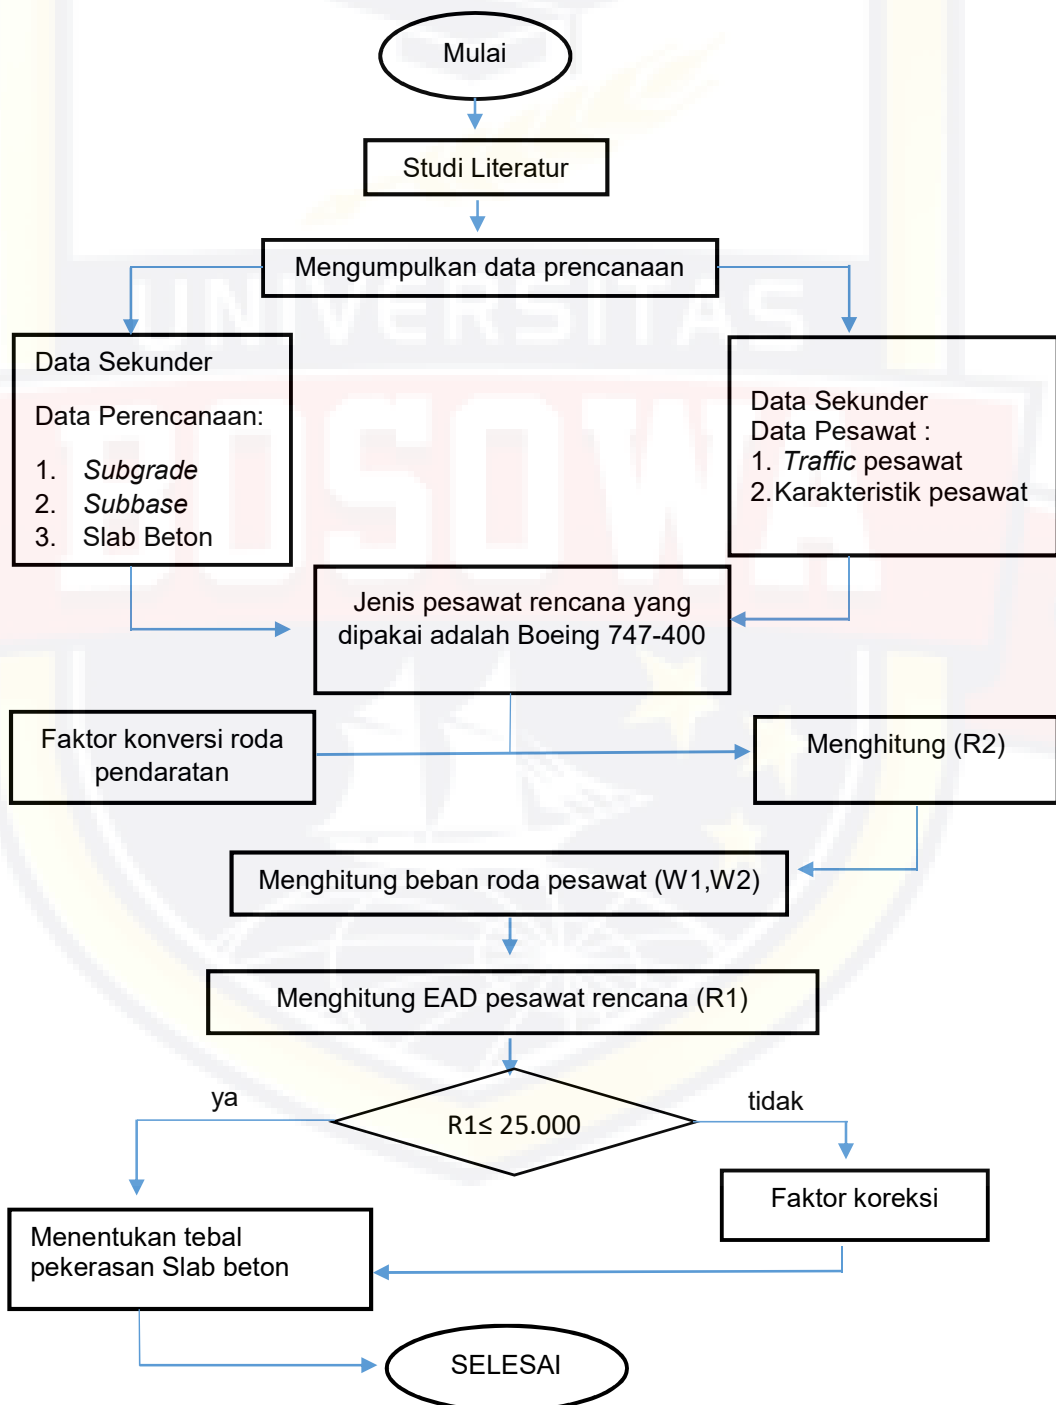 Mulai
Studi Literatur
Mengumpulkan data prencanaan
UNIVERSITAS
BOSOWA
Data Sekunder
Data Perencanaan:
1. Subgrade
2. Subbase
3. Slab Beton
Data Sekunder
Data Pesawat :
1. Traffic pesawat
2.Karakteristik pesawat
Jenis pesawat rencana yang
dipakai adalah Boeing 747-400
Faktor konversi roda
pendaratan
Menghitung (R2)
Menghitung beban roda pesawat (W1,W2)
Menghitung EAD pesawat rencana (R1)
ya
R1≤ 25.000
tidak
Faktor koreksi
Menentukan tebal
pekerasan Slab beton
SELESAI